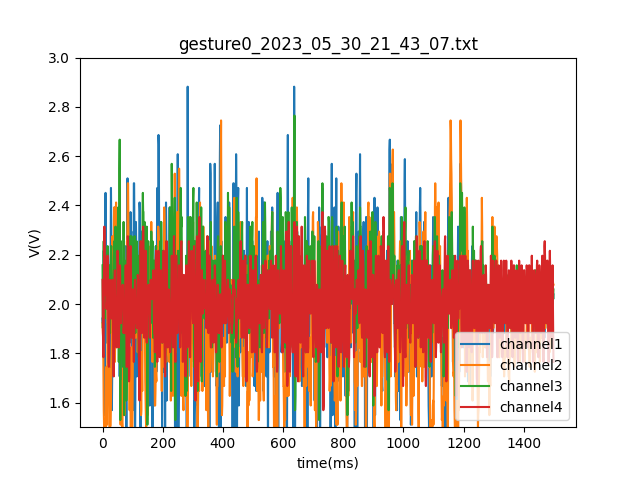 gesture0_2023_05_30_21_43_07.txt
3.0
2.8
2.6
2.4
2.2
2.0
1.8
1.6
V(V)
channel1
channel2
channel3
channel4
0 200 400 600 800 1000 1200 1400
time(ms)